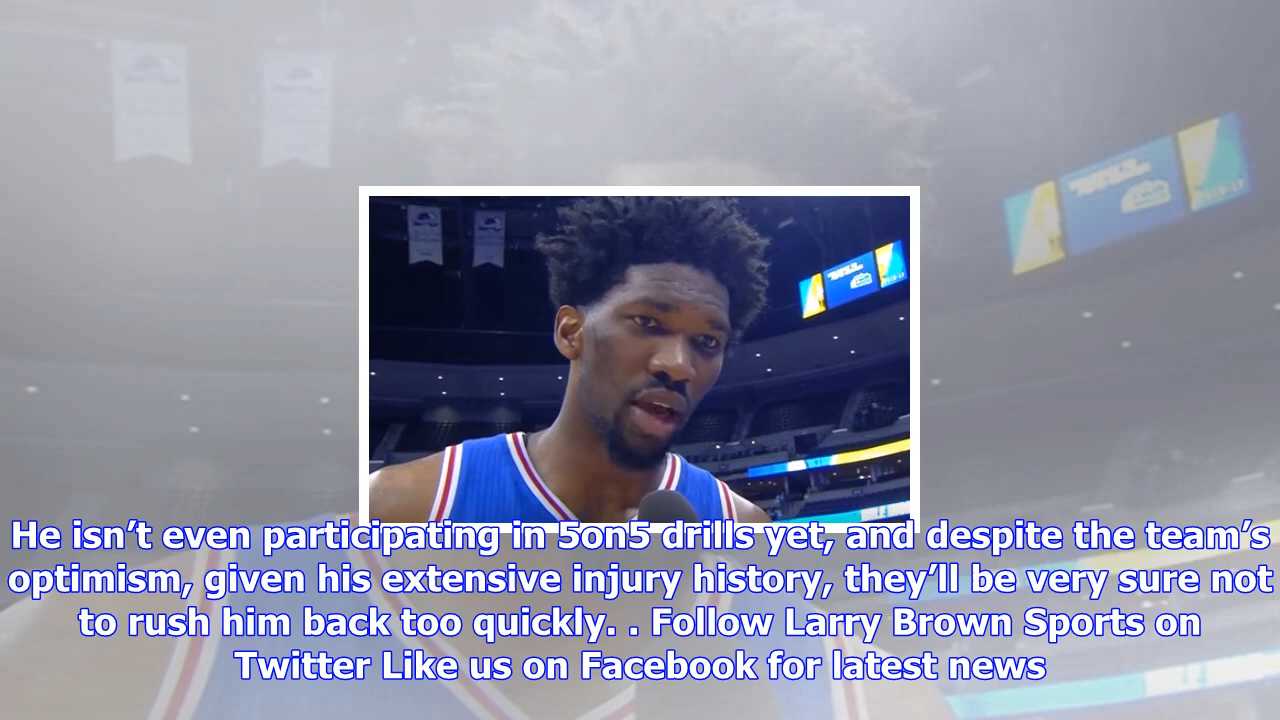 He isn’t even participating in 5on5 drills yet, and despite the team’s
optimism, given his extensive injury history, they’ll be very sure not
to rush him back too quickly. . Follow Larry Brown Sports on
Twitter Like us on Facebook for latest news